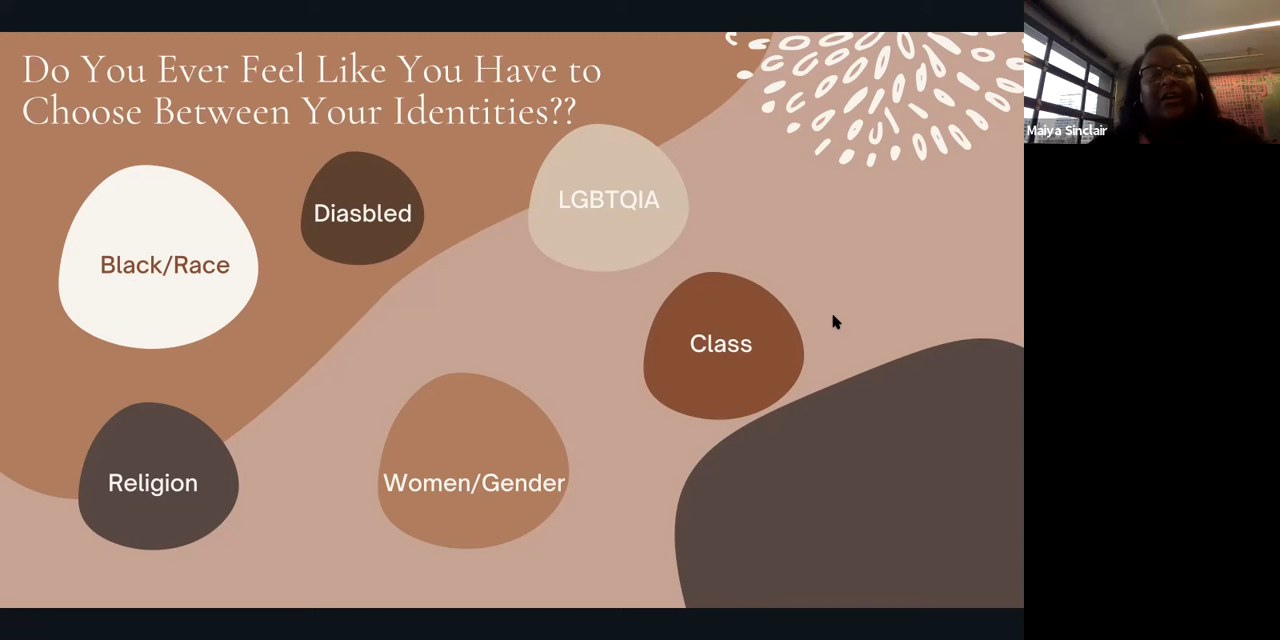 Do You Ever Feel Like You Have to
Choose Between Your Identities??
Black/Race
Diasbled
LGBTQIA
Class
Religion
Women/Gender
Maiya Sinclair